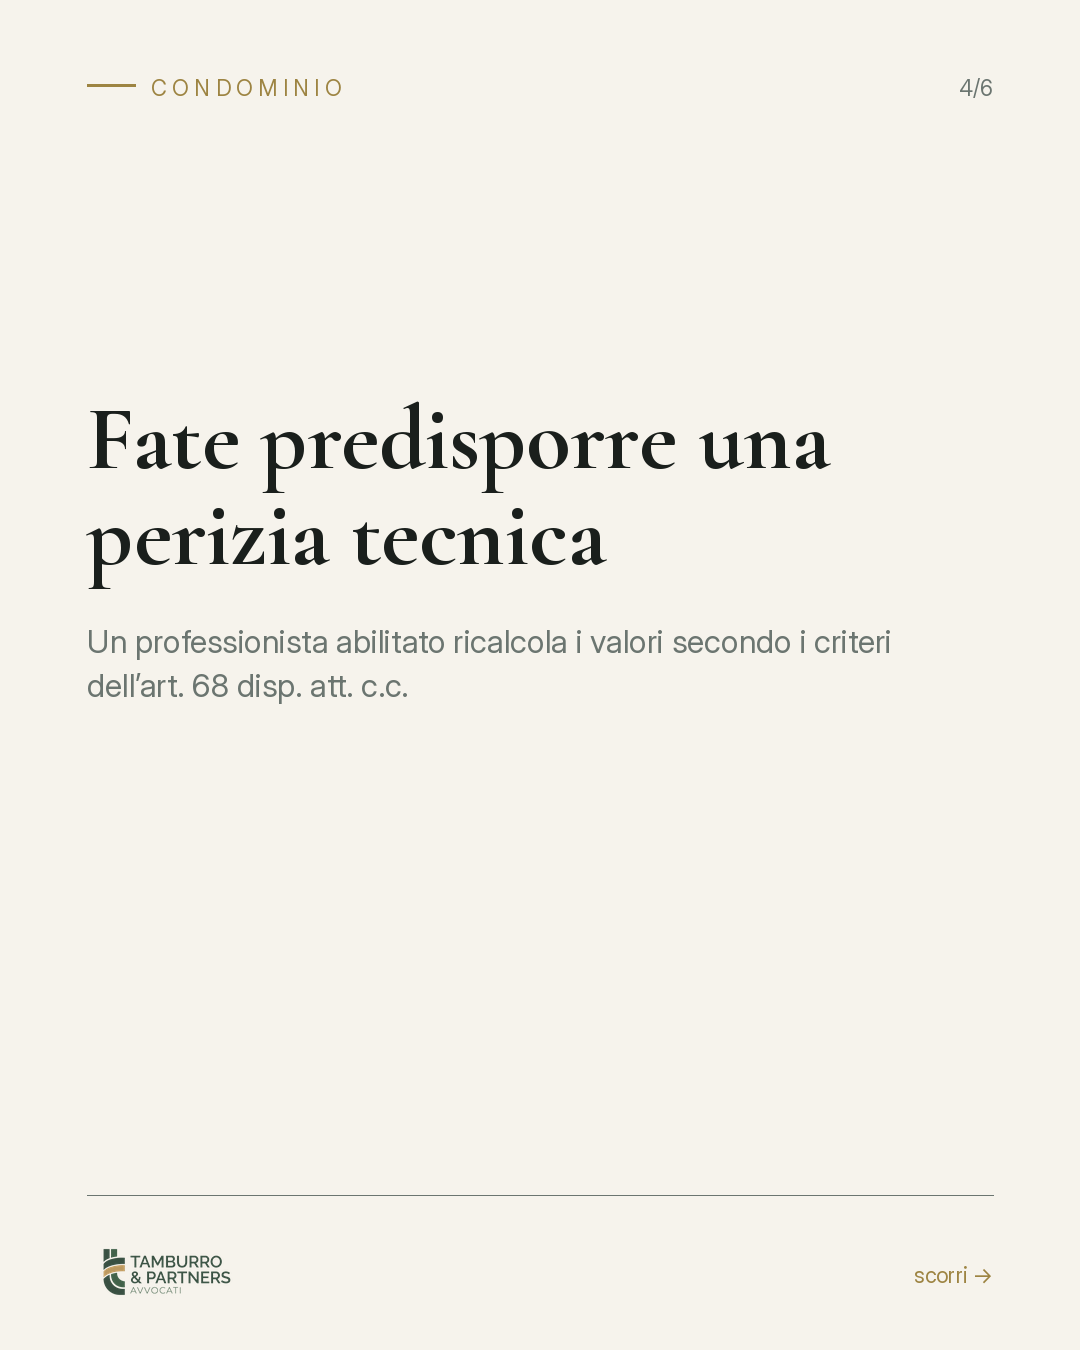 CONDOMINIO
4/6
Fate predisporre una
perizia tecnica
Un professionista abilitato ricalcola i valori secondo i criteri
dell’art. 68 disp. att. c.c.
TAMBURRO
& PARTNERS
AVVOCATI
scorri →